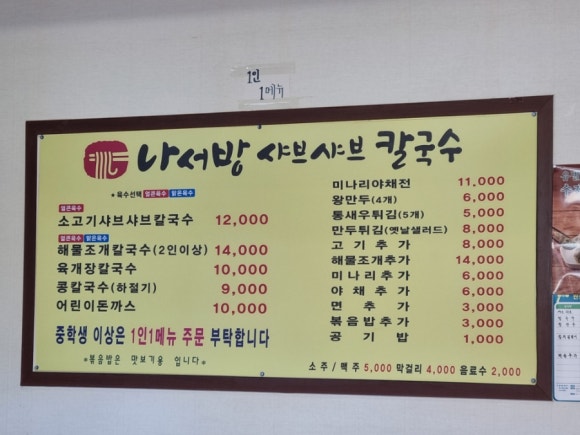 1인
1메뉴
나서방 샤브샤브 칼국수
*육수선택 얼큰육수 맑은육수
얼큰육수
소고기샤브샤브칼국수 12,000
얼큰육수 맑은육수
해물조개칼국수(2인이상) 14,000
육개장칼국수 10,000
콩칼국수(하절기) 9,000
어린이돈까스 10,000
중학생 이상은 1인1메뉴 주문 부탁합니다
*볶음밥은 맛보기용 입니다*
미나리야채전 11,000
왕만두(4개) 6,000
통새우튀김(5개) 5,000
만두튀김(옛날샐러드) 8,000
고기추가 8,000
해물조개추가 14,000
미나리추가 6,000
야채추가 6,000
면추가 3,000
볶음밥추가 3,000
공기밥 1,000
소주/맥주 5,000 막걸리 4,000 음료수 2,000